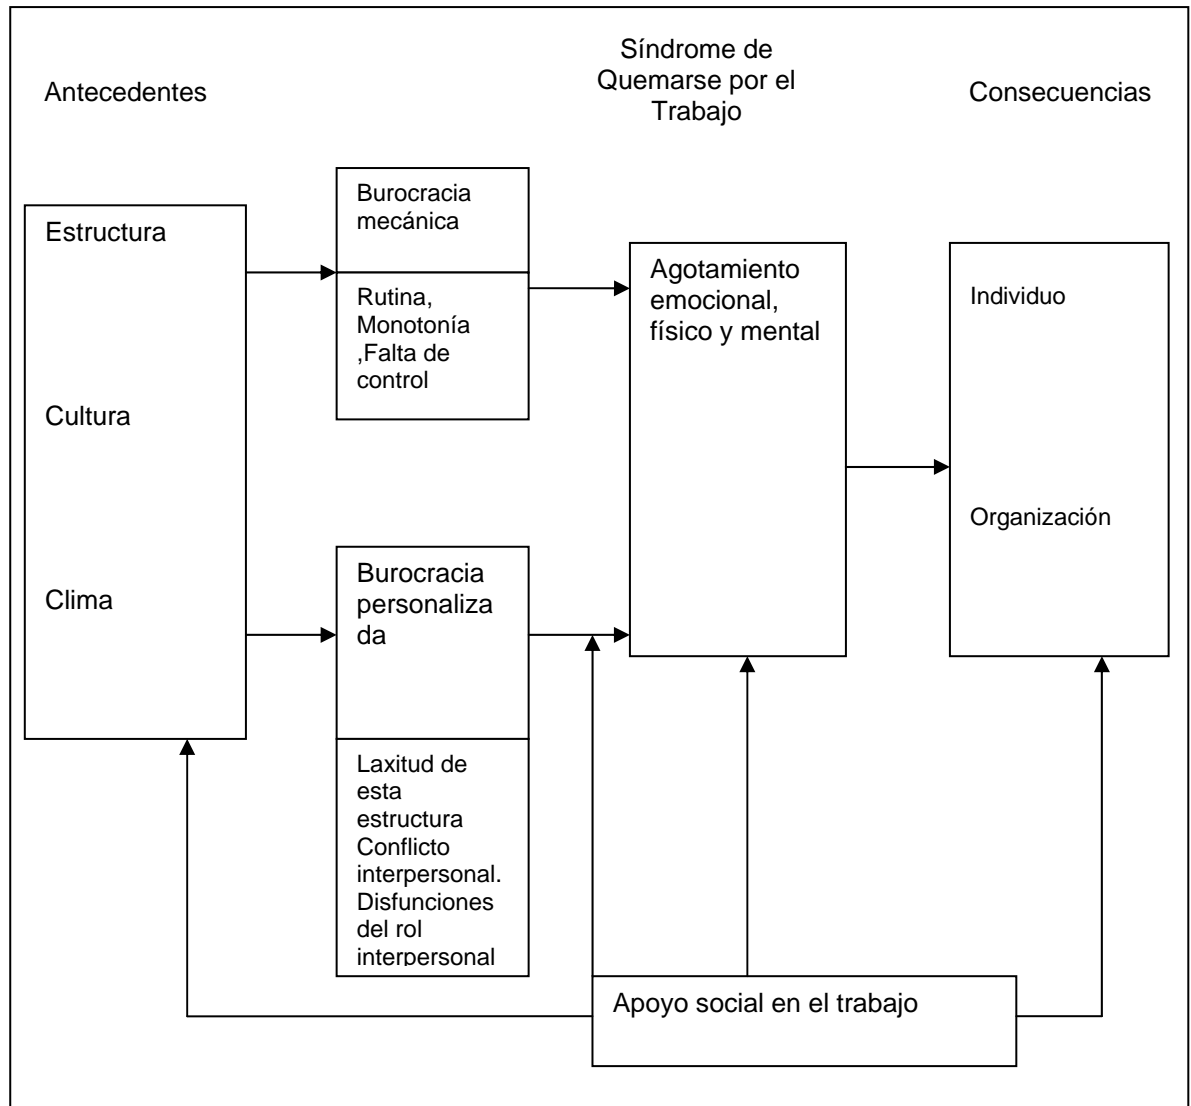 Antecedentes
Síndrome de
Quemarse por el
Trabajo
Consecuencias
Estructura
Cultura
Clima
Burocracia
mecánica
Rutina,
Monotonía
,Falta de
control
Burocracia
personaliza
da
Laxitud de
esta
estructura
Conflicto
interpersonal.
Disfunciones
del rol
interpersonal
Agotamiento
emocional,
físico y mental
Individuo
Organización
Apoyo social en el trabajo